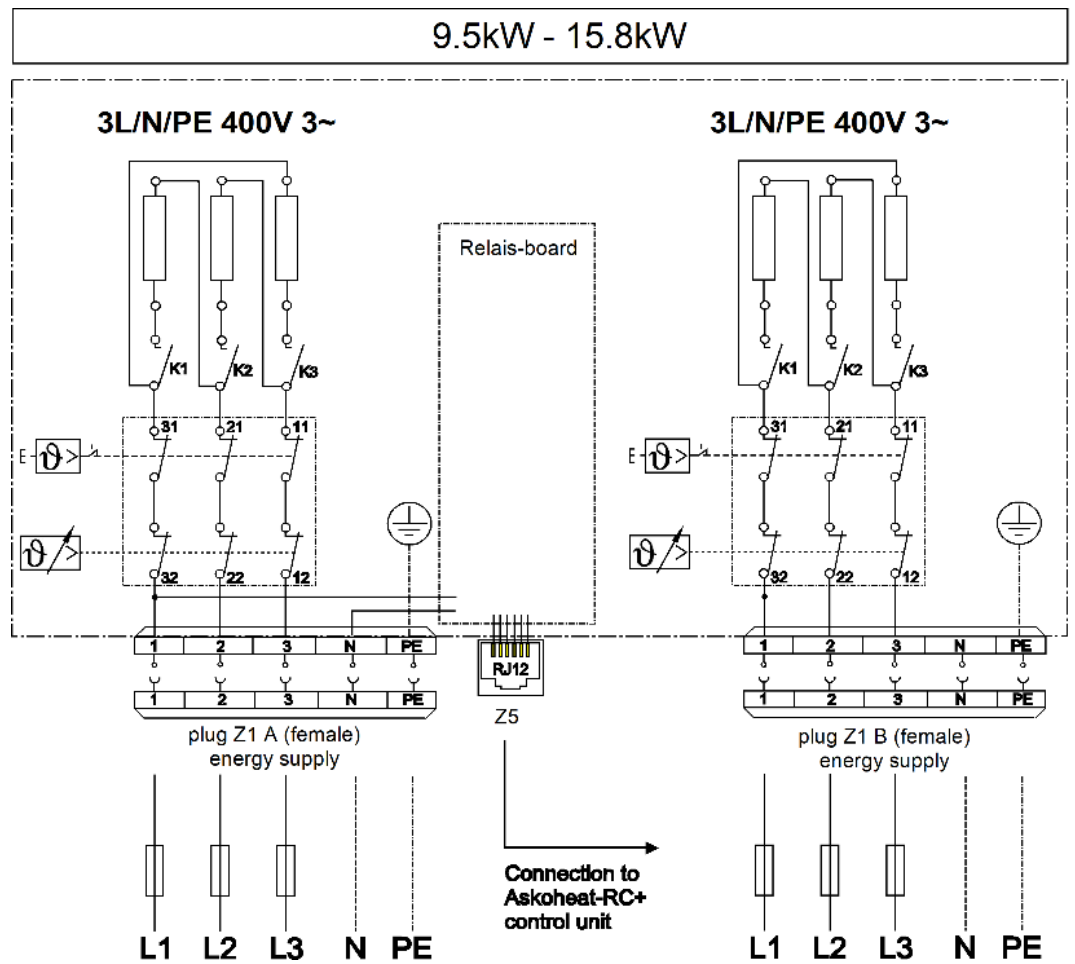 9.5kW - 15.8kW
3L/N/PE 400V 3~
3L/N/PE 400V 3~
Relais-board
K1 K2 K3
K1 K2 K3
31 21 11
31 21 11
E ϑ >
E ϑ >
ϑ >
ϑ >
32 22 12
32 22 12
1 2 3 N PE
1 2 3 N PE
RJ12
1 2 3 N PE
1 2 3 N PE
Z5
plug Z1 A (female)
energy supply
plug Z1 B (female)
energy supply
Connection to
Askoheat-RC+
control unit
L1 L2 L3 N PE
L1 L2 L3 N PE